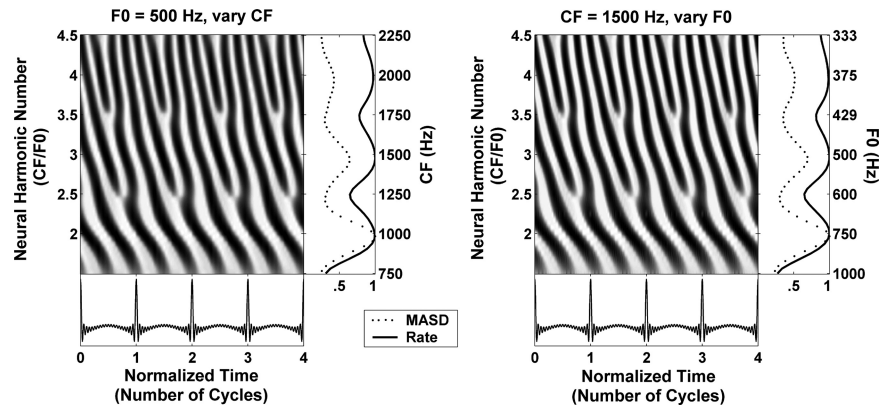 F0 = 500 Hz, vary CF
Neural Harmonic Number
(CF/F0)
4.5
4
3.5
3
2.5
2
2250
2000
1750
1500
1250
1000
750
CF (Hz)
.5 1
0 1 2 3 4
Normalized Time
(Number of Cycles)
MASD
Rate
CF = 1500 Hz, vary F0
Neural Harmonic Number
(CF/F0)
4.5
4
3.5
3
2.5
2
333
375
429
500
600
750
1000
F0 (Hz)
.5 1
0 1 2 3 4
Normalized Time
(Number of Cycles)